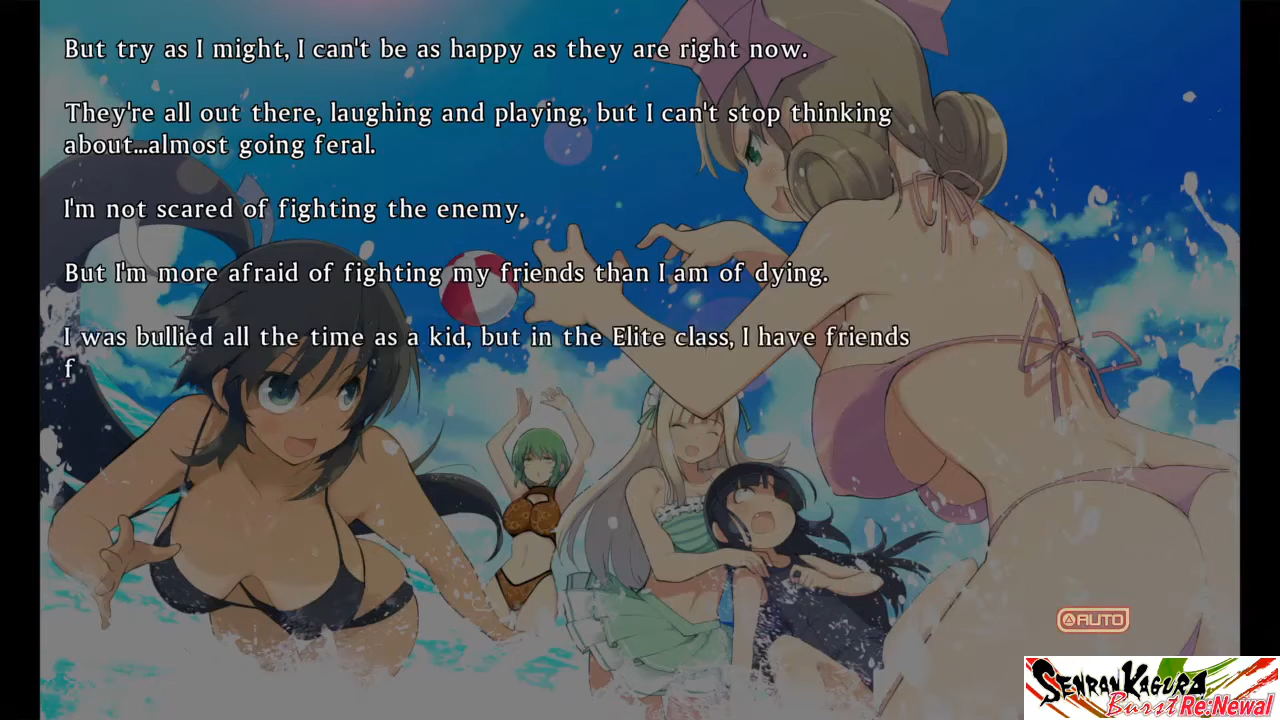 But try as I might, I can't be as happy as they are right now.
They're all out there, laughing and playing, but I can't stop thinking
about...almost going feral.
I'm not scared of fighting the enemy.
But I'm more afraid of fighting my friends than I am of dying.
I was bullied all the time as a kid, but in the Elite class, I have friends
f
AUTO
SENRAN KAGURA
Burst Re:Newal